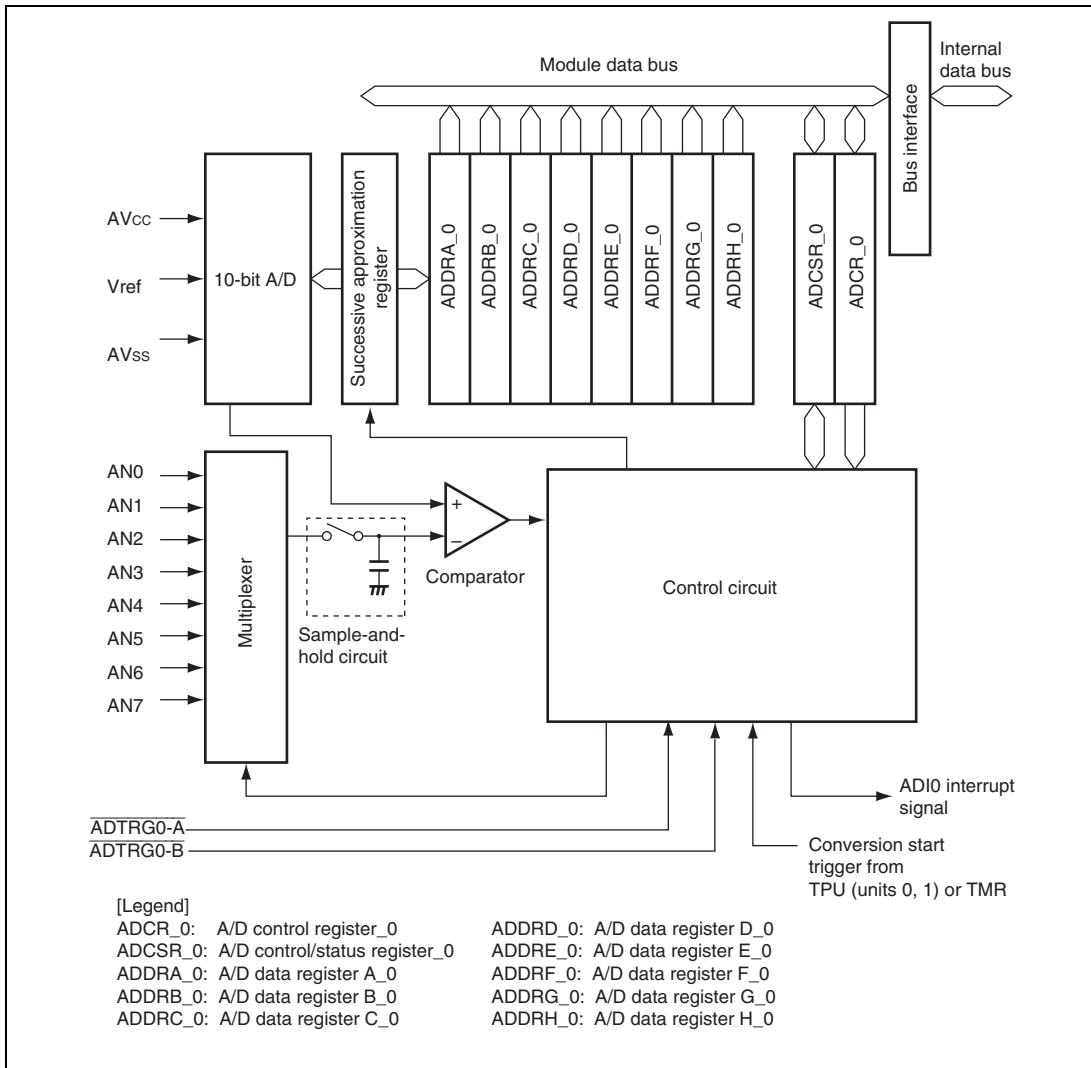 Module data bus
Internal
data bus
Bus interface
AVCC
Vref
AVSS
10-bit A/D
Successive approximation
register
ADDRA_0
ADDRB_0
ADDRC_0
ADDRD_0
ADDRE_0
ADDRF_0
ADDRG_0
ADDRH_0
ADCSR_0
ADCR_0
AN0
AN1
AN2
AN3
AN4
AN5
AN6
AN7
Multiplexer
+
–
Comparator
Sample-and-
hold circuit
Control circuit
ADI0 interrupt
signal
ADTRG0-A
ADTRG0-B
Conversion start
trigger from
TPU (units 0, 1) or TMR
[Legend]
ADCR_0: A/D control register_0
ADCSR_0: A/D control/status register_0
ADDRA_0: A/D data register A_0
ADDRB_0: A/D data register B_0
ADDRC_0: A/D data register C_0
ADDRD_0: A/D data register D_0
ADDRE_0: A/D data register E_0
ADDRF_0: A/D data register F_0
ADDRG_0: A/D data register G_0
ADDRH_0: A/D data register H_0